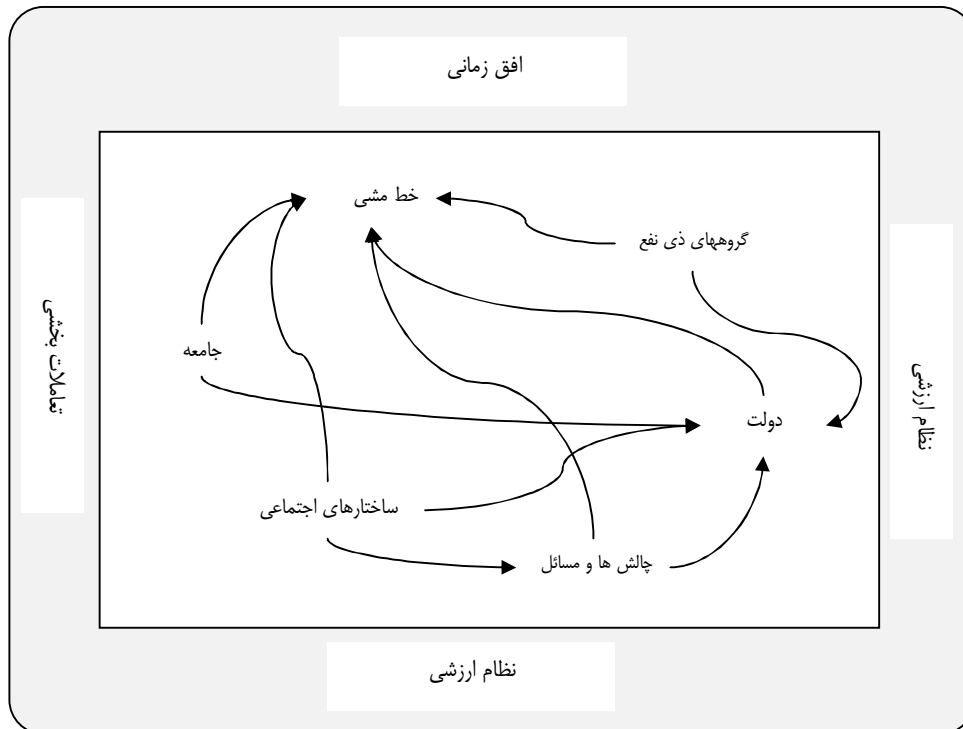 افق زمانی
خط مشی
گروههای ذی نفع
تعاملات بخشی
جامعه
نظام ارزشی
دولت
ساختارهای اجتماعی
چالش ها و مسائل
نظام ارزشی